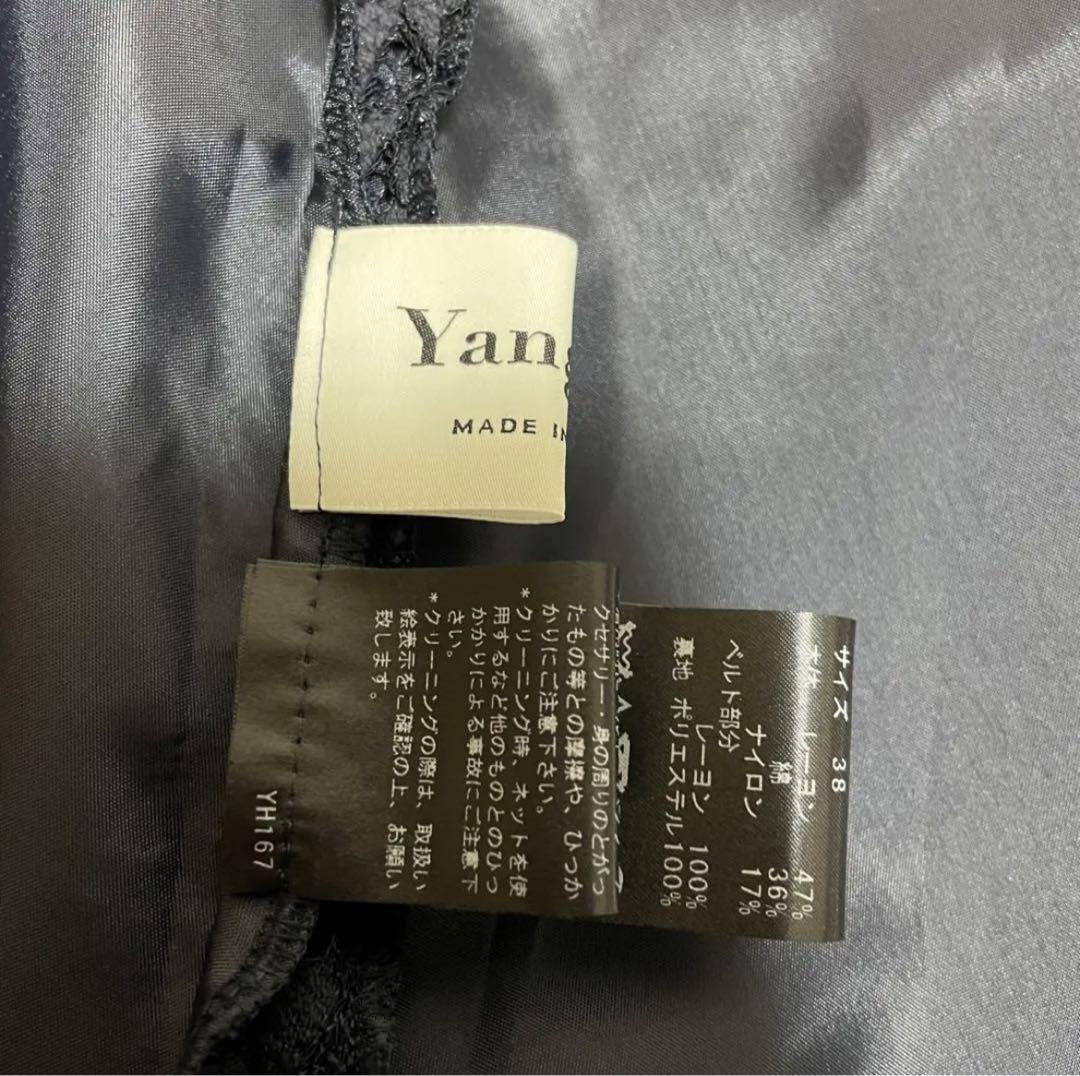 Yan
MADE IN
サイズ 38
本体 レーヨン 47%
綿 36%
ナイロン 17%
ベルト部分
レーヨン 100%
裏地 ポリエステル100%
クセサリー・身の周りのとがっ
たもの等との摩擦や、ひっか
かりにご注意下さい。
*クリーニング時、ネットを使
用するなど他のものとのひっ
かかりによる事故にご注意下
さい。
*クリーニングの際は、取扱い
絵表示をご確認の上、お願い
致します。
YH167